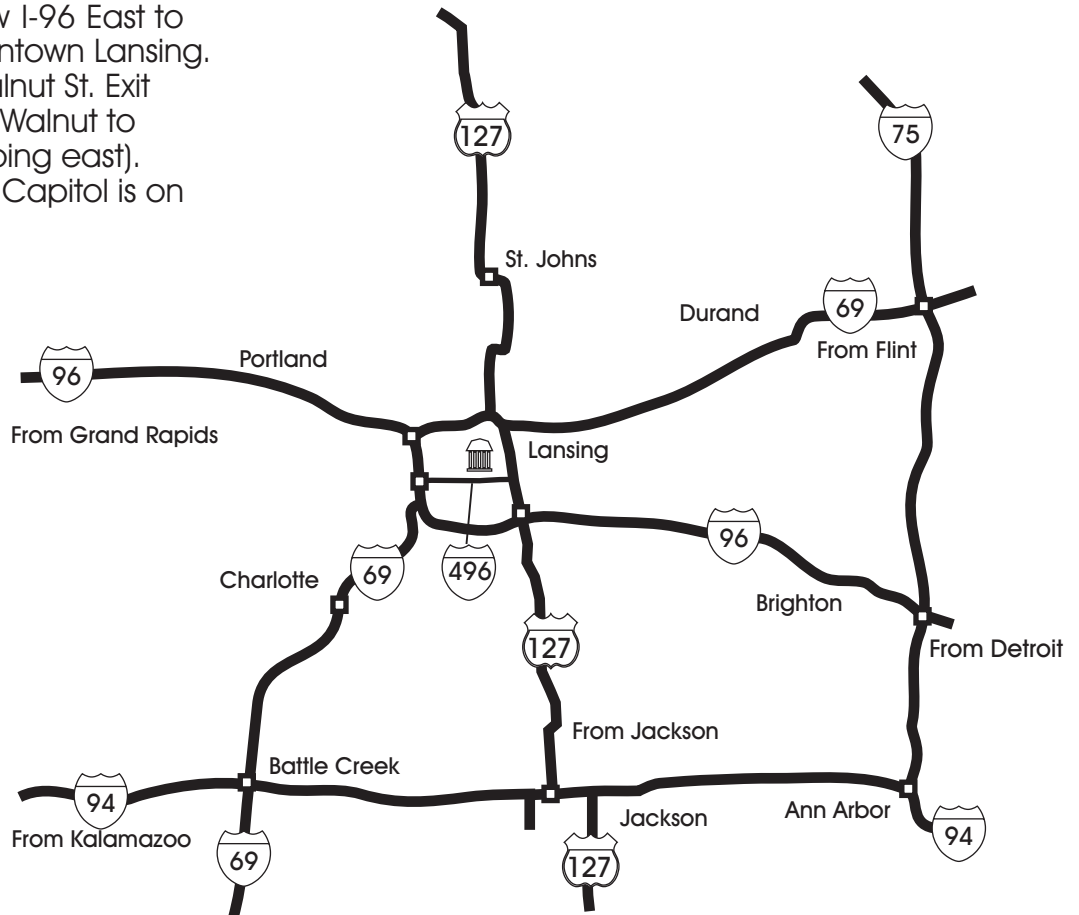 w I-96 East to
ntown Lansing.
lnut St. Exit
Walnut to
oing east).
Capitol is on
127
75
St. Johns
Durand
69
From Flint
Portland
96
From Grand Rapids
Lansing
96
69
496
Charlotte
Brighton
127
From Detroit
From Jackson
Battle Creek
94
From Kalamazoo
Ann Arbor
Jackson
94
69
127